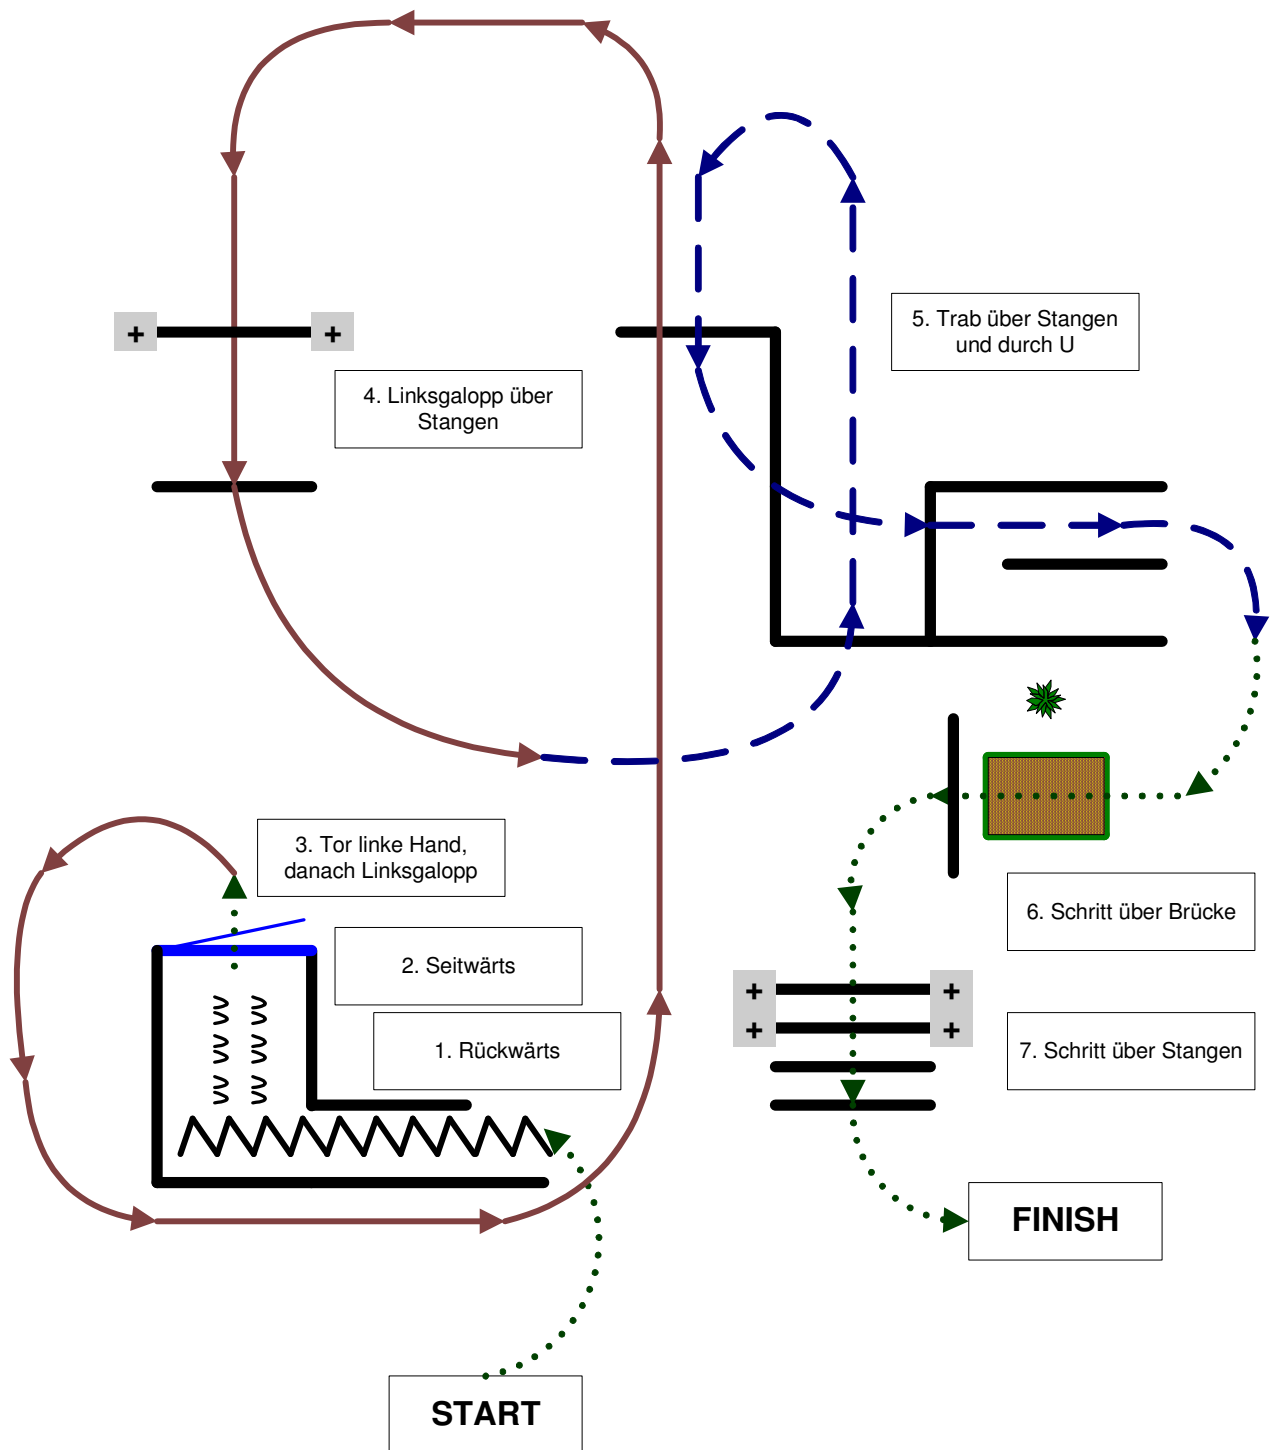 + +
5. Trab über Stangen
und durch U
4. Linksgalopp über
Stangen
3. Tor linke Hand,
danach Linksgalopp
6. Schritt über Brücke
2. Seitwärts
+ +
1. Rückwärts
+ +
7. Schritt über Stangen
FINISH
START